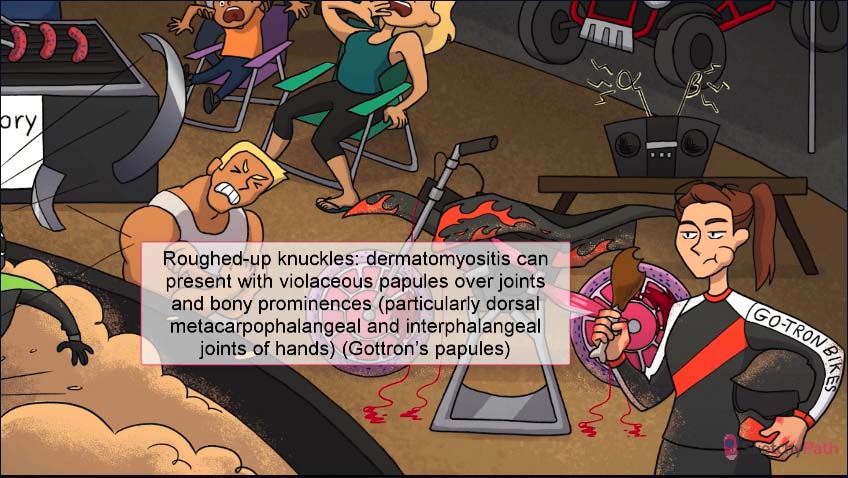 ory
α
β
Roughed-up knuckles: dermatomyositis can
present with violaceous papules over joints
and bony prominences (particularly dorsal
metacarpophalangeal and interphalangeal
joints of hands) (Gottron’s papules)
GO-TRON BIKES
SketchyPath